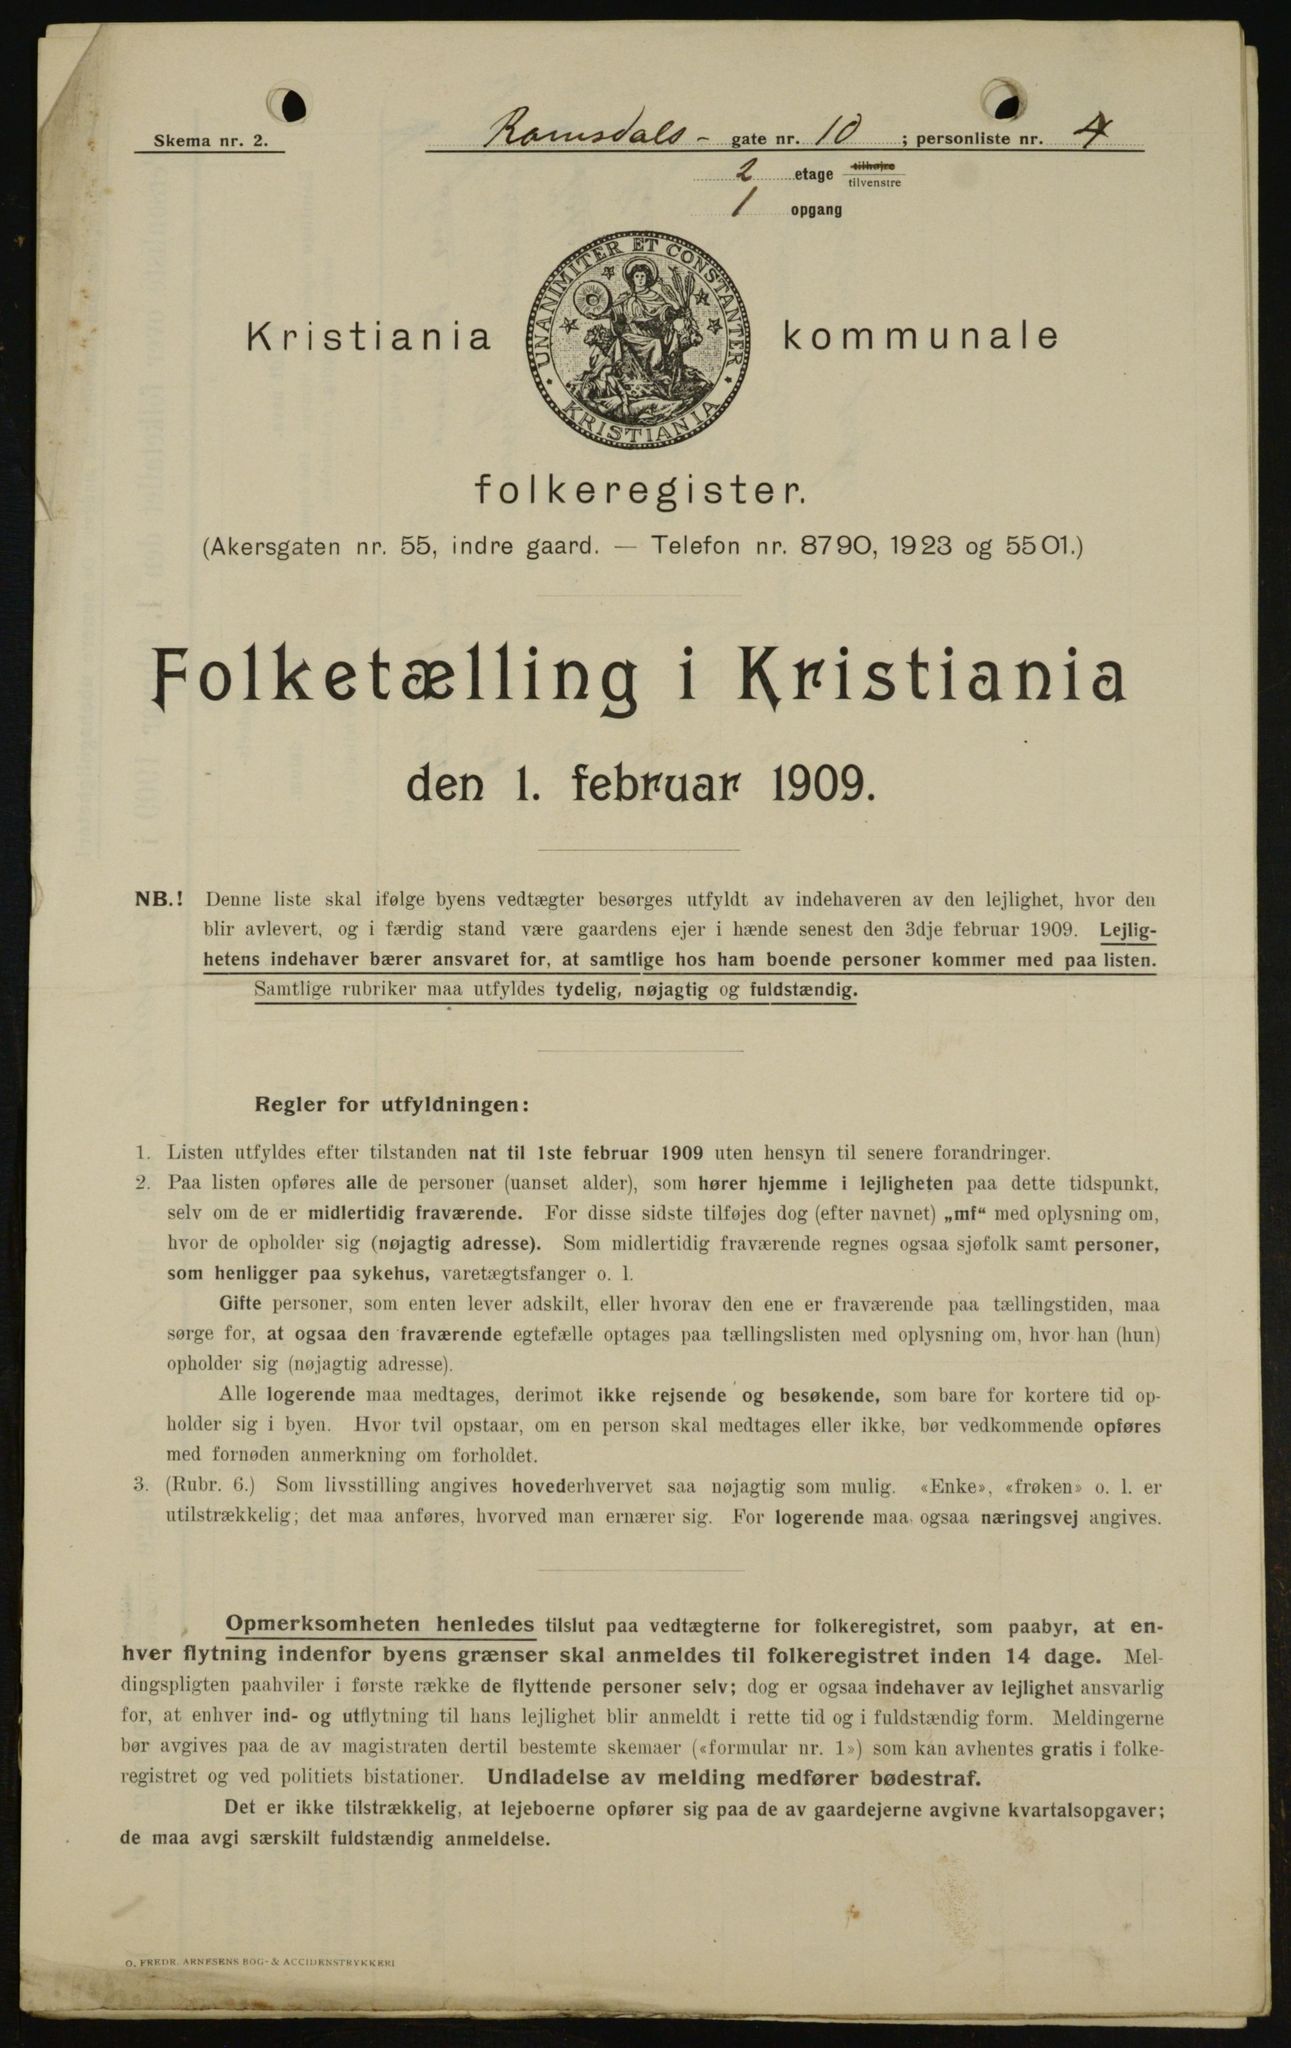 Skema nr. 2.
Romsdals- gate nr. 10 ; personliste nr. 4
2 etage tilhøjre
tilvenstre
1 opgang
UNANIMITER ET CONSTANTER
KRISTIANIA
Kristiania kommunale
folkeregister.
(Akersgaten nr. 55, indre gaard. — Telefon nr. 8790, 1923 og 5501.)
Folketælling i Kristiania
den 1. februar 1909.
NB.! Denne liste skal ifølge byens vedtægter besørges utfyldt av indehaveren av den lejlighet, hvor den
blir avlevert, og i færdig stand være gaardens ejer i hænde senest den 3dje februar 1909. Lejlig-
hetens indehaver bærer ansvaret for, at samtlige hos ham boende personer kommer med paa listen.
Samtlige rubriker maa utfyldes tydelig, nøjagtig og fuldstændig.
Regler for utfyldningen:
1. Listen utfyldes efter tilstanden nat til 1ste februar 1909 uten hensyn til senere forandringer.
2. Paa listen opføres alle de personer (uanset alder), som hører hjemme i lejligheten paa dette tidspunkt,
selv om de er midlertidig fraværende. For disse sidste tilføjes dog (efter navnet) „mf“ med oplysning om,
hvor de opholder sig (nøjagtig adresse). Som midlertidig fraværende regnes ogsaa sjøfolk samt personer,
som henligger paa sykehus, varetægtsfanger o. l.
Gifte personer, som enten lever adskilt, eller hvorav den ene er fraværende paa tællingstiden, maa
sørge for, at ogsaa den fraværende egtefælle optages paa tællingslisten med oplysning om, hvor han (hun)
opholder sig (nøjagtig adresse).
Alle logerende maa medtages, derimot ikke rejsende og besøkende, som bare for kortere tid op-
holder sig i byen. Hvor tvil opstaar, om en person skal medtages eller ikke, bør vedkommende opføres
med fornøden anmerkning om forholdet.
3. (Rubr. 6.) Som livsstilling angives hovederhvervet saa nøjagtig som mulig. «Enke», «frøken» o. l. er
utilstrækkelig; det maa anføres, hvorved man ernærer sig. For logerende maa ogsaa næringsvej angives.
Opmerksomheten henledes tilslut paa vedtægterne for folkeregistret, som paabyr, at en-
hver flytning indenfor byens grænser skal anmeldes til folkeregistret inden 14 dage. Mel-
dingspligten paahviler i første række de flyttende personer selv; dog er ogsaa indehaver av lejlighet ansvarlig
for, at enhver ind- og utflytning til hans lejlighet blir anmeldt i rette tid og i fuldstændig form. Meldingerne
bør avgives paa de av magistraten dertil bestemte skemaer («formular nr. 1») som kan avhentes gratis i folke-
registret og ved politiets bistationer. Undladelse av melding medfører bødestraf.
Det er ikke tilstrækkelig, at lejeboerne opfører sig paa de av gaardejerne avgivne kvartalsopgaver;
de maa avgi særskilt fuldstændig anmeldelse.
O. FREDR. ARNESENS BOG- & ACCIDENSTRYKKERI